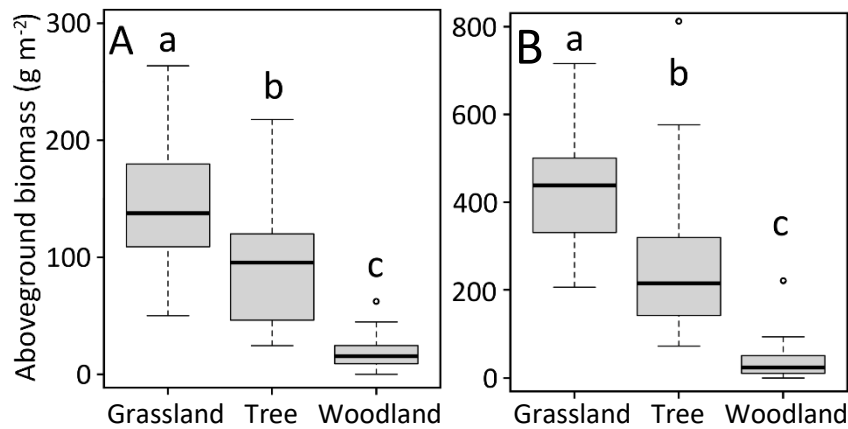 Aboveground biomass (g m⁻²)
A
300
200
100
0
a
b
c
Grassland Tree Woodland
B
800
600
400
200
0
a
b
c
Grassland Tree Woodland